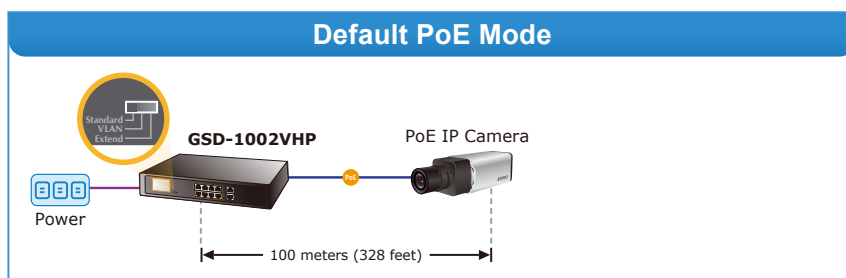 Default PoE Mode
Standard
VLAN
Extend
GSD-1002VHP
PoE IP Camera
PoE
Power
100 meters (328 feet)